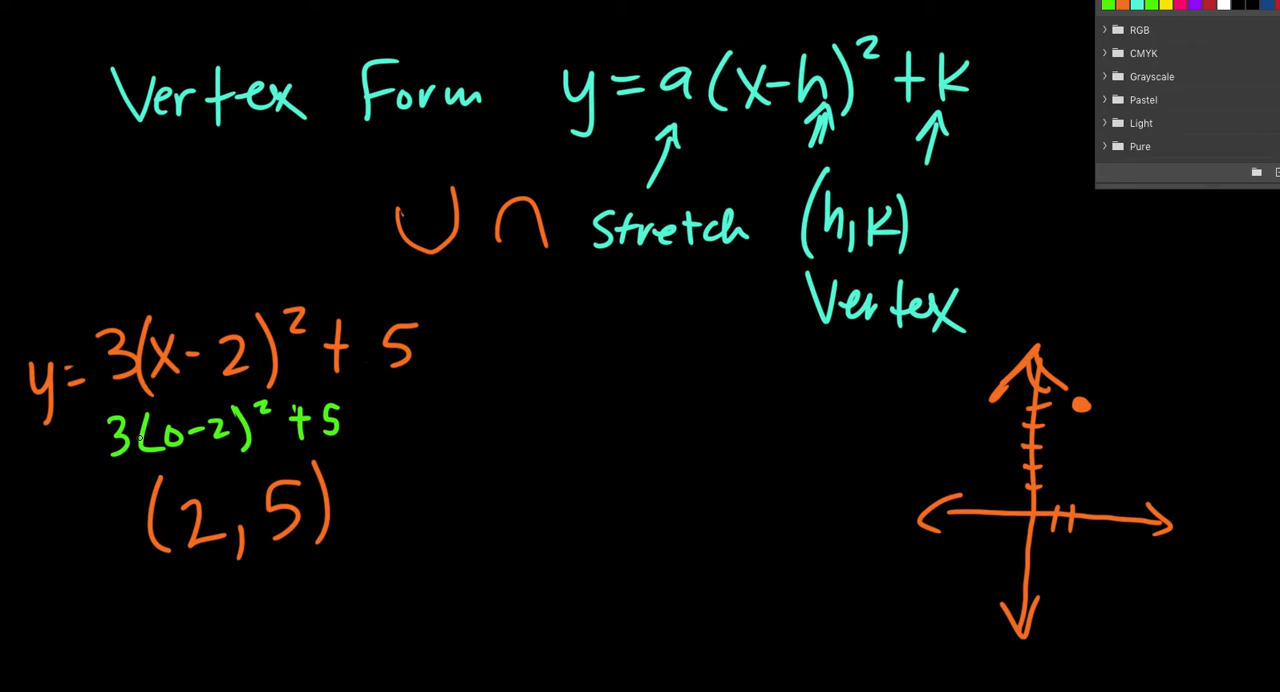 Vertex Form y = a(x-h)² + k
Stretch (h,k)
Vertex
y = 3(x - 2)² + 5
3(0-2)² + 5
(2,5)
RGB
CMYK
Grayscale
Pastel
Light
Pure